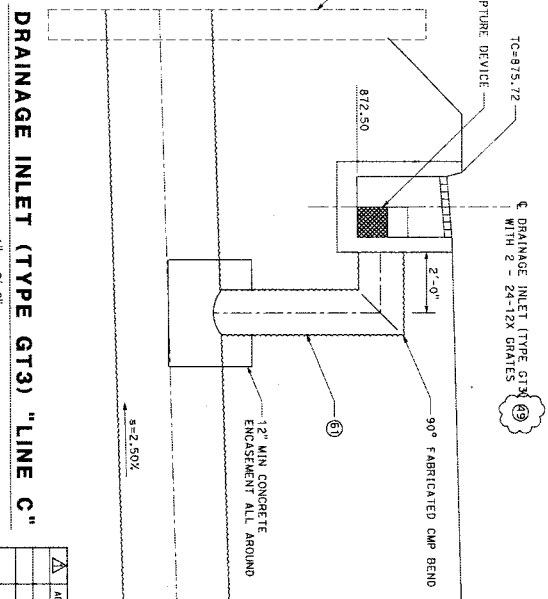 TC=875.72
PTURE DEVICE
℄ DRAINAGE INLET (TYPE GT3)
WITH 2 - 24-12X GRATES
49
872.50
2'-0"
90° FABRICATED CMP BEND
61
12" MIN CONCRETE
ENCASEMENT ALL AROUND
s=2.50%
DRAINAGE INLET (TYPE GT3) "LINE C"